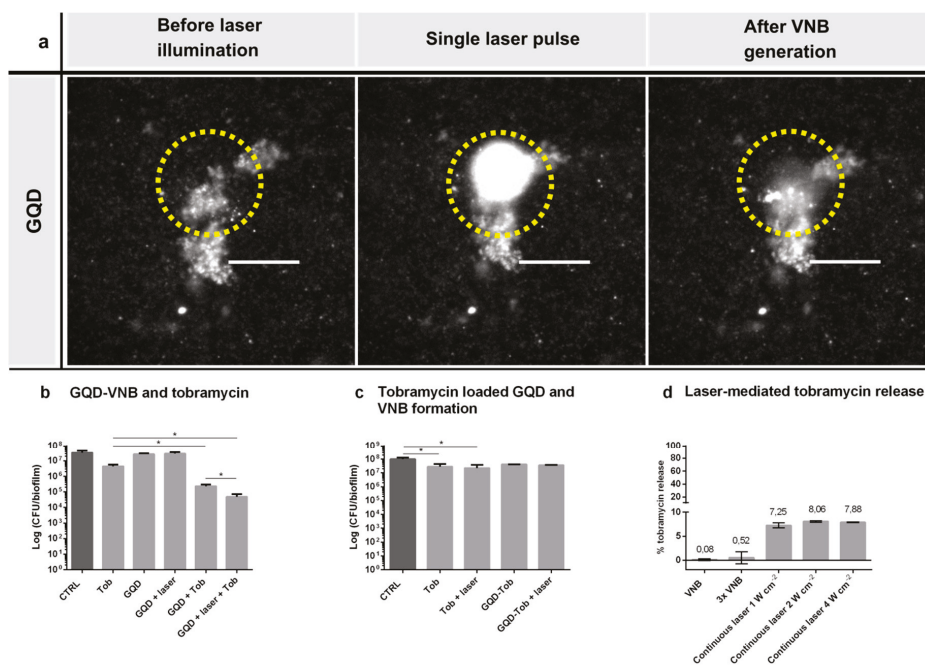 a
Before laser
illumination
Single laser pulse
After VNB
generation
GQD
b GQD-VNB and tobramycin
Log (CFU/biofilm)
10⁸
10⁷
10⁶
10⁵
10⁴
10³
10²
10¹
10⁰
*
*
*
CTRL
Tob
GQD
GQD + laser
GQD + Tob
GQD + laser + Tob
c Tobramycin loaded GQD and
VNB formation
Log (CFU/biofilm)
10⁹
10⁸
10⁷
10⁶
10⁵
10⁴
10³
10²
10¹
10⁰
*
*
CTRL
Tob
Tob + laser
GQD-Tob
GQD-Tob + laser
d Laser-mediated tobramycin release
% tobramycin release
100
80
60
40
20
10
5
0
0,08
0,52
7,25
8,06
7,88
VNB
3x VNB
Continuous laser 1 W cm⁻²
Continuous laser 2 W cm⁻²
Continuous laser 4 W cm⁻²